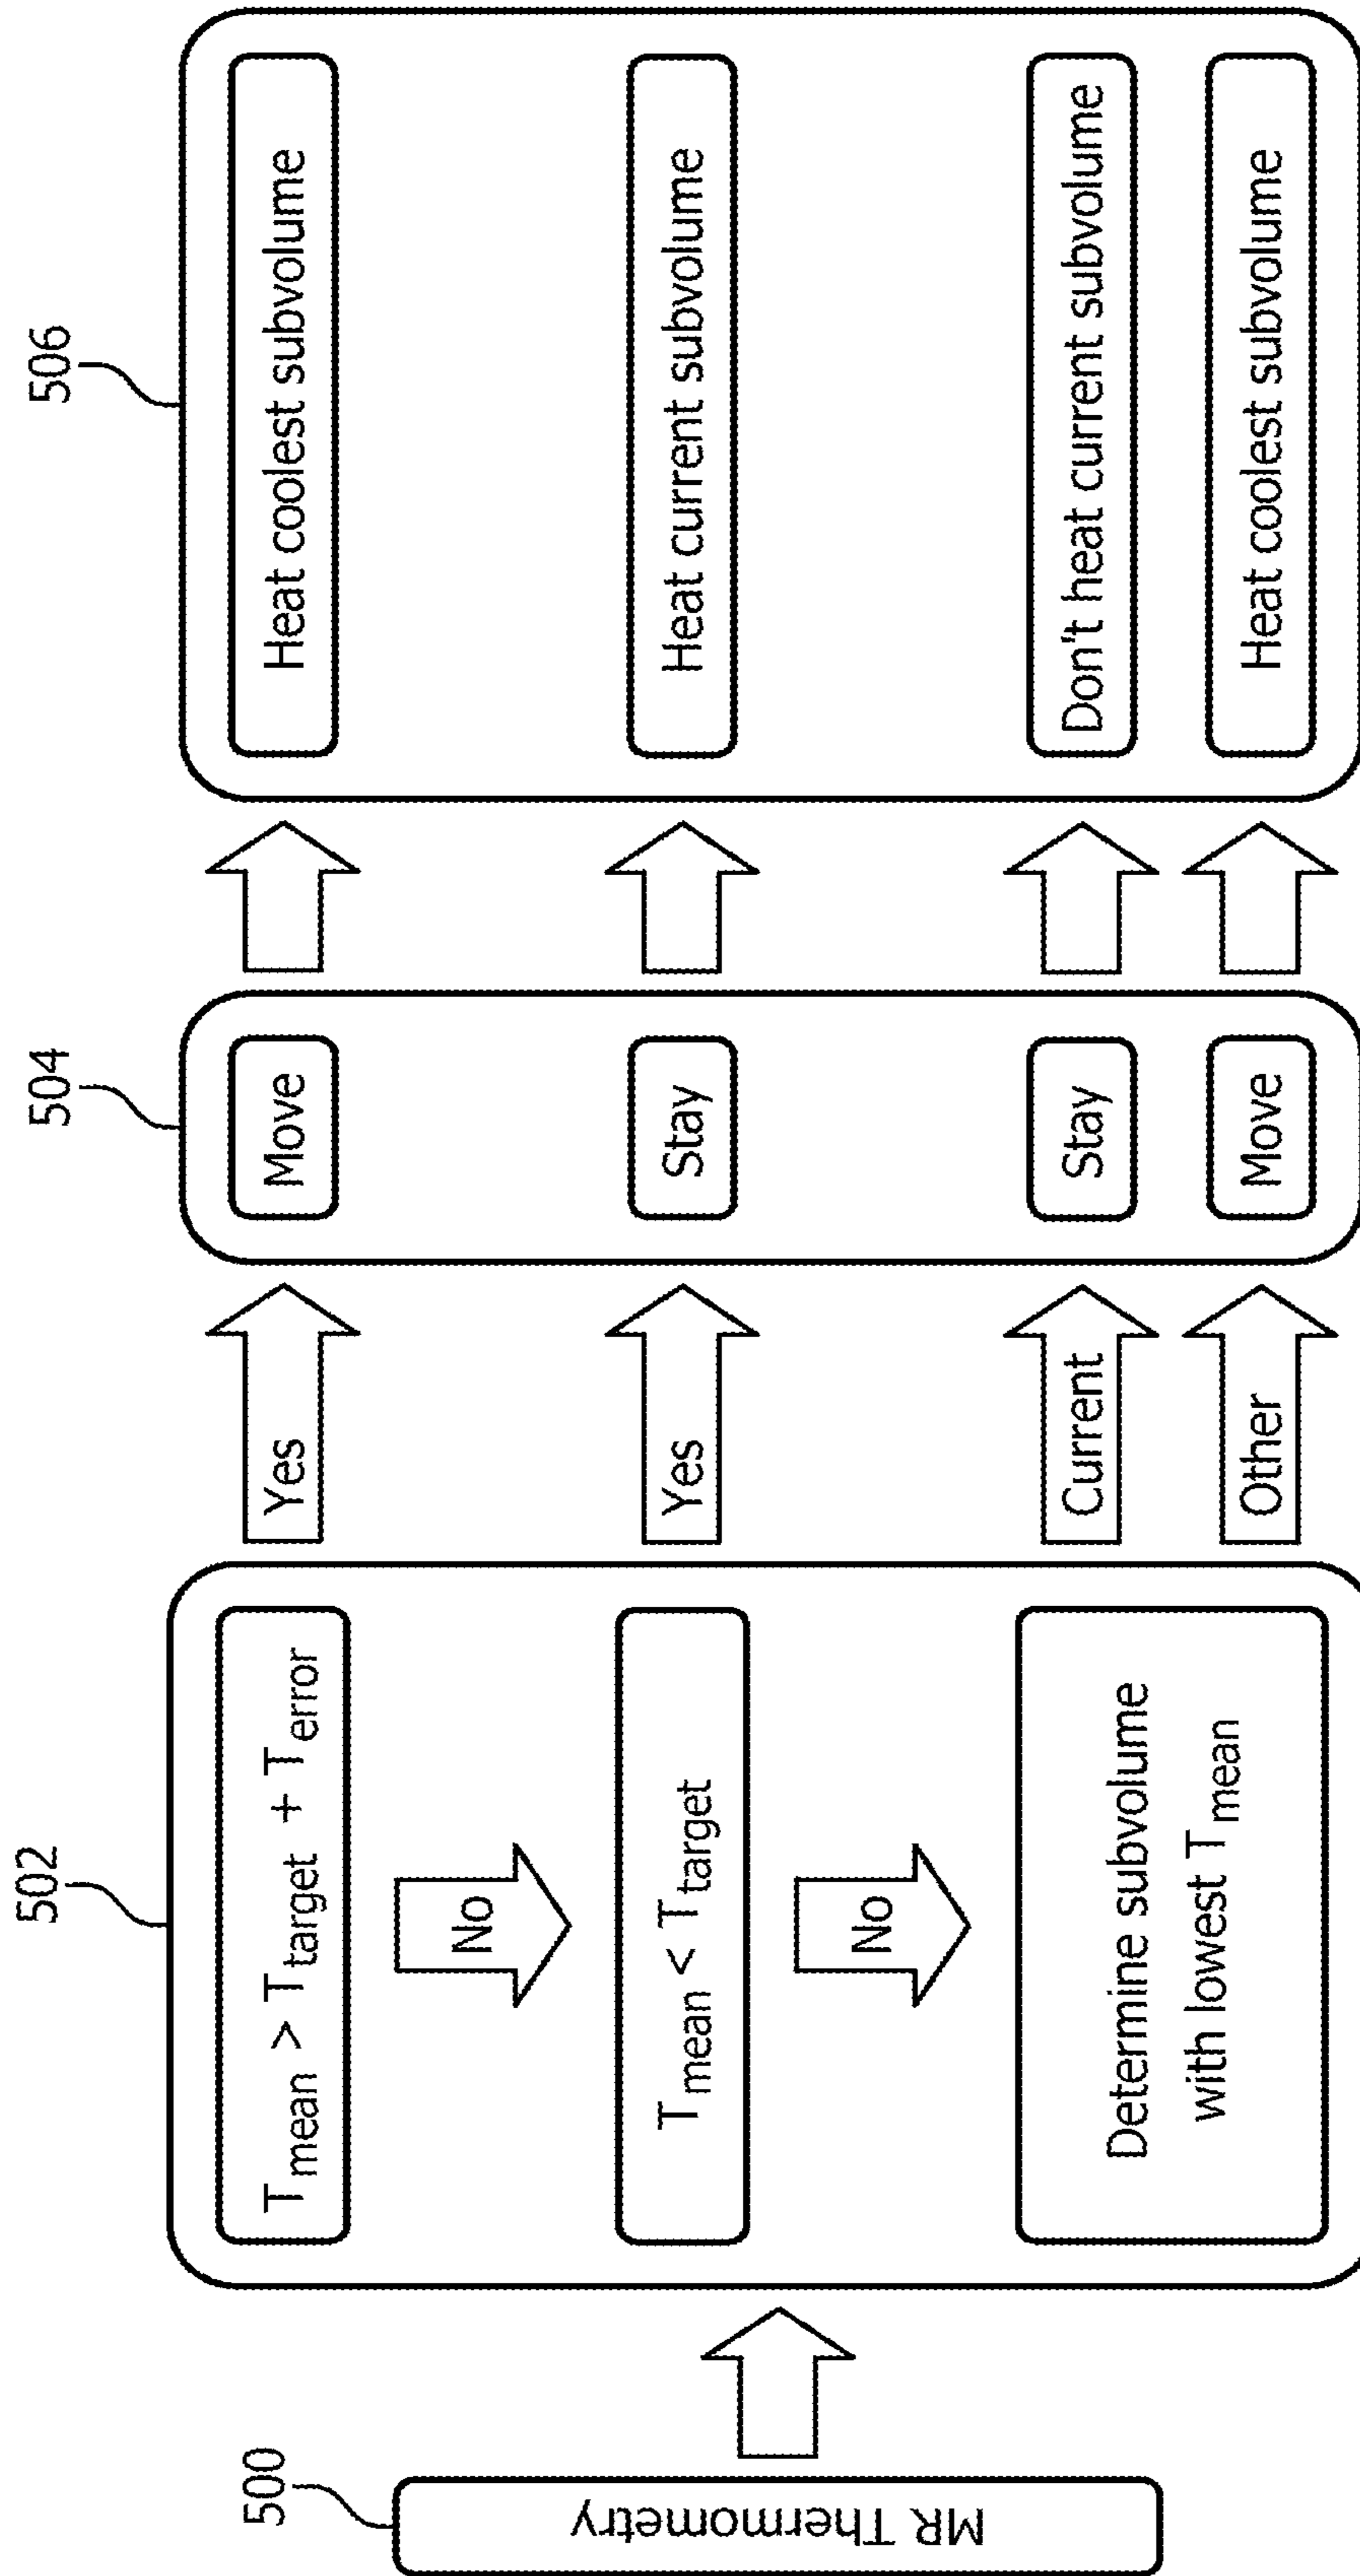 500
MR Thermometry
502
T_mean > T_target + T_error
No
T_mean < T_target
No
Determine subvolume
with lowest T_mean
Yes
Yes
Current
Other
504
Move
Stay
Stay
Move
506
Heat coolest subvolume
Heat current subvolume
Don't heat current subvolume
Heat coolest subvolume